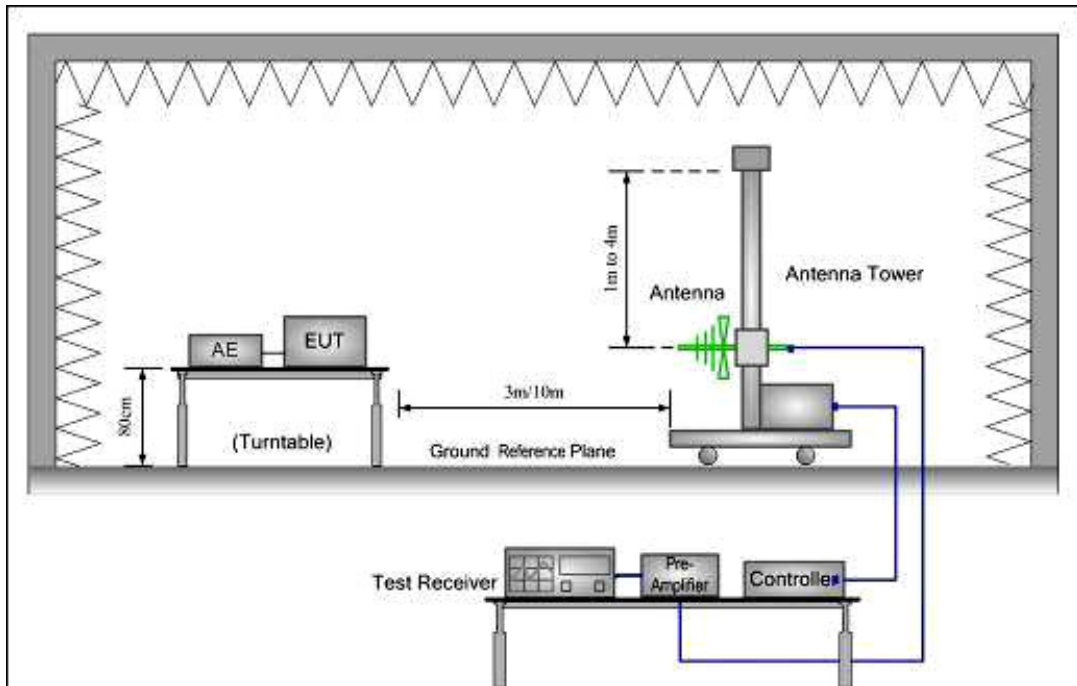 1m to 4m
Antenna Tower
Antenna
AE
EUT
80cm
3m/10m
(Turntable)
Ground Reference Plane
Test Receiver
Pre-
Amplifier
Controller